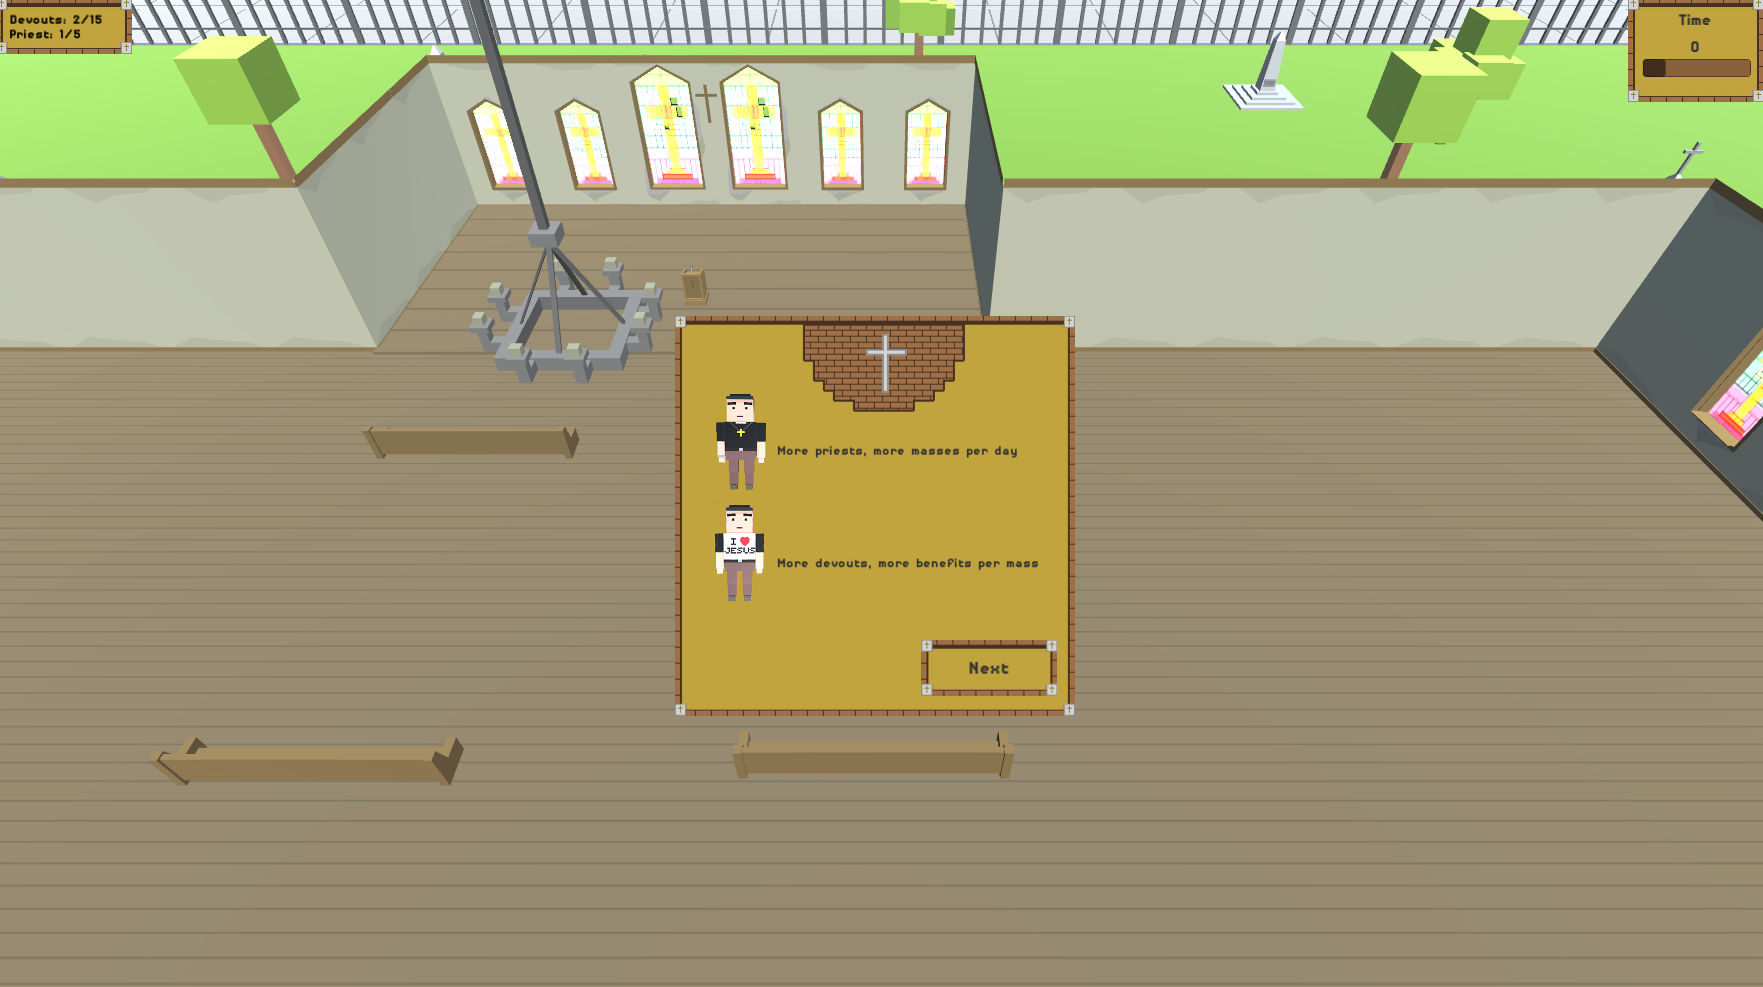 Devouts: 2/15
Priest: 1/5
Time
0
More priests, more masses per day
I
JESUS
More devouts, more benefits per mass
Next